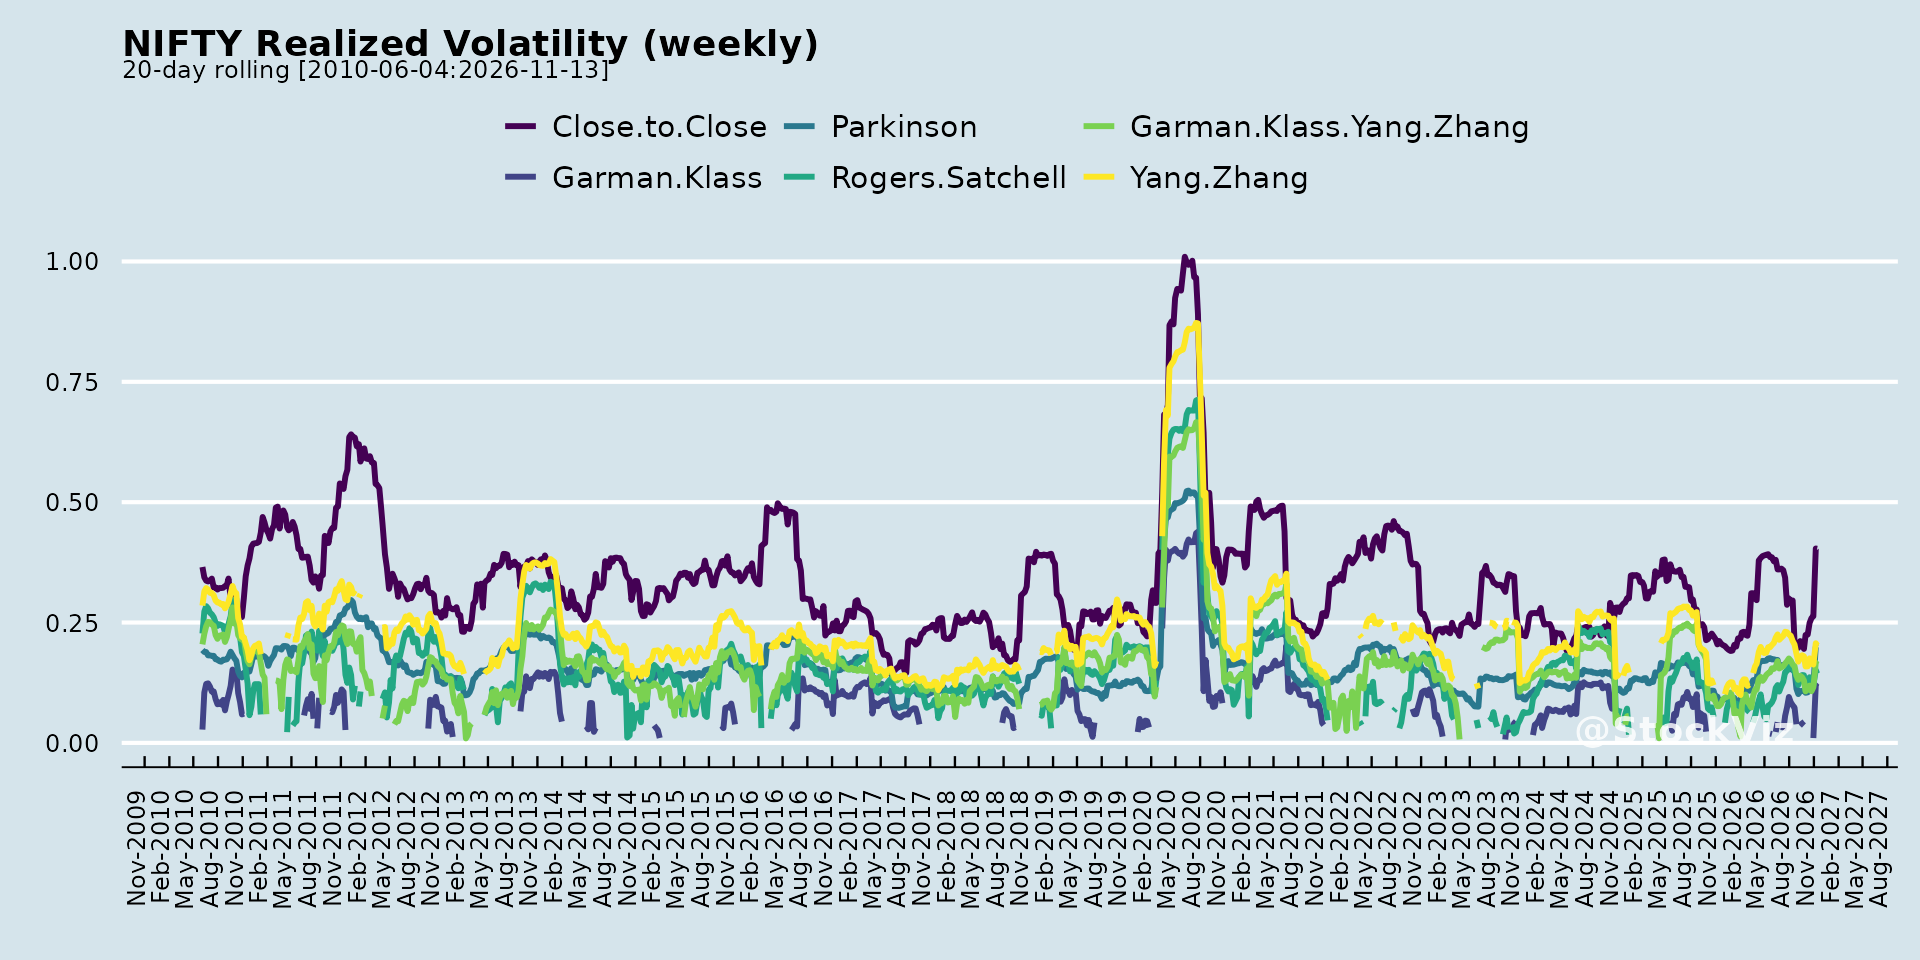 NIFTY Realized Volatility (weekly)
20-day rolling [2010-06-04:2026-11-13]
Close.to.Close Parkinson Garman.Klass.Yang.Zhang
Garman.Klass Rogers.Satchell Yang.Zhang
1.00
0.75
0.50
0.25
0.00
@StockViz
Nov-2009 Feb-2010 May-2010 Aug-2010 Nov-2010 Feb-2011 May-2011 Aug-2011 Nov-2011 Feb-2012 May-2012 Aug-2012 Nov-2012 Feb-2013 May-2013 Aug-2013 Nov-2013 Feb-2014 May-2014 Aug-2014 Nov-2014 Feb-2015 May-2015 Aug-2015 Nov-2015 Feb-2016 May-2016 Aug-2016 Nov-2016 Feb-2017 May-2017 Aug-2017 Nov-2017 Feb-2018 May-2018 Aug-2018 Nov-2018 Feb-2019 May-2019 Aug-2019 Nov-2019 Feb-2020 May-2020 Aug-2020 Nov-2020 Feb-2021 May-2021 Aug-2021 Nov-2021 Feb-2022 May-2022 Aug-2022 Nov-2022 Feb-2023 May-2023 Aug-2023 Nov-2023 Feb-2024 May-2024 Aug-2024 Nov-2024 Feb-2025 May-2025 Aug-2025 Nov-2025 Feb-2026 May-2026 Aug-2026 Nov-2026 Feb-2027 May-2027 Aug-2027